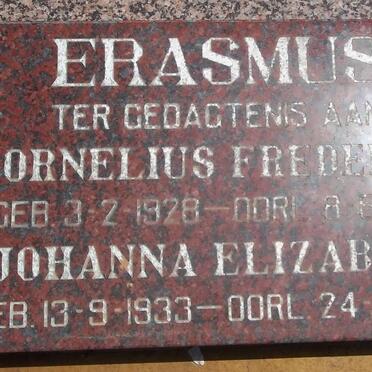 ERASMUS
TER GEDAGTENIS AAN
ORNELIUS FREDE
GEB 3-2-1928-OORL 8-
JOHANNA ELIZAB
EB. 13-9-1933-OORL 24-